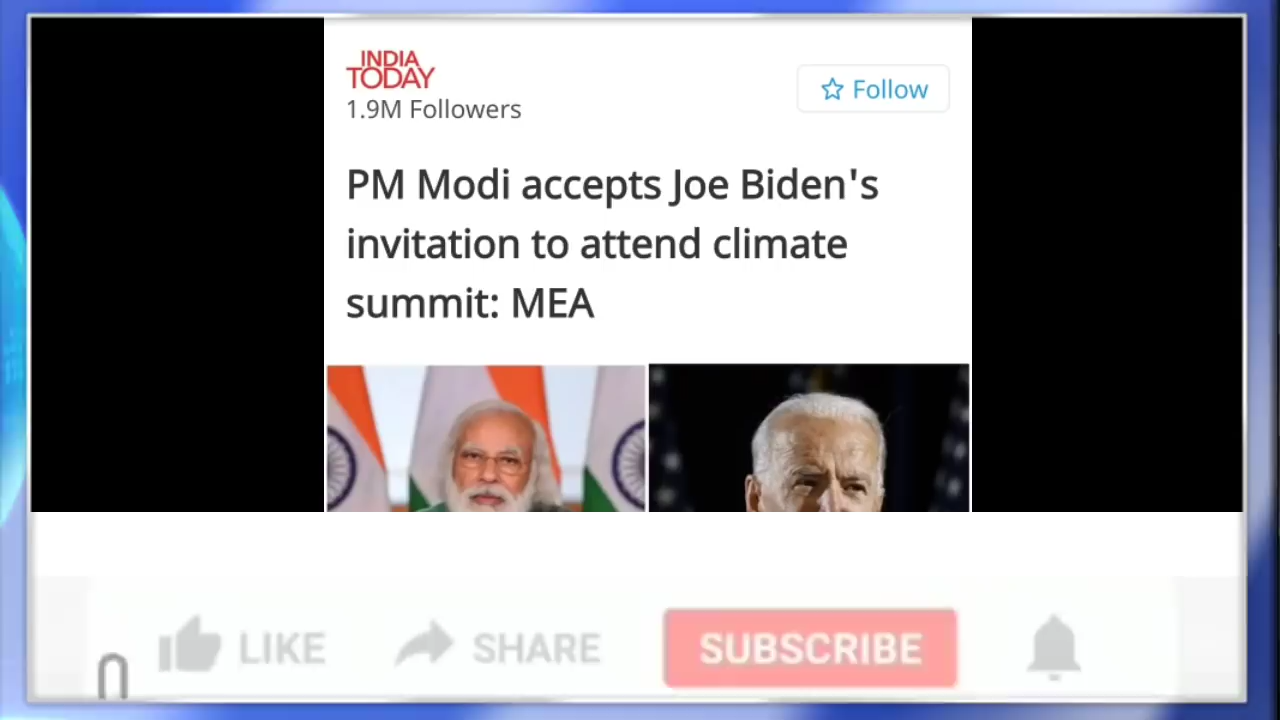 INDIA
TODAY
1.9M Followers
Follow
PM Modi accepts Joe Biden's
invitation to attend climate
summit: MEA
LIKE
SHARE
SUBSCRIBE